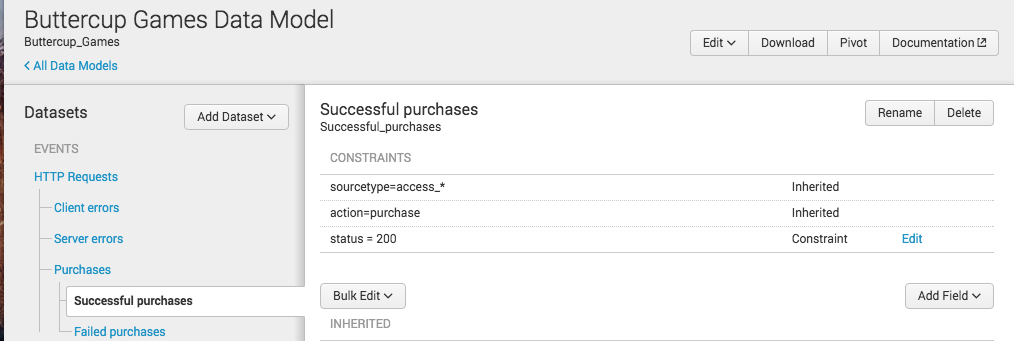 Buttercup Games Data Model
Buttercup_Games
< All Data Models
Edit
Download
Pivot
Documentation
Datasets
Add Dataset
EVENTS
HTTP Requests
Client errors
Server errors
Purchases
Successful purchases
Failed purchases
Successful purchases
Successful_purchases
Rename
Delete
CONSTRAINTS
sourcetype=access_* Inherited
action=purchase Inherited
status = 200 Constraint Edit
Bulk Edit
Add Field
INHERITED